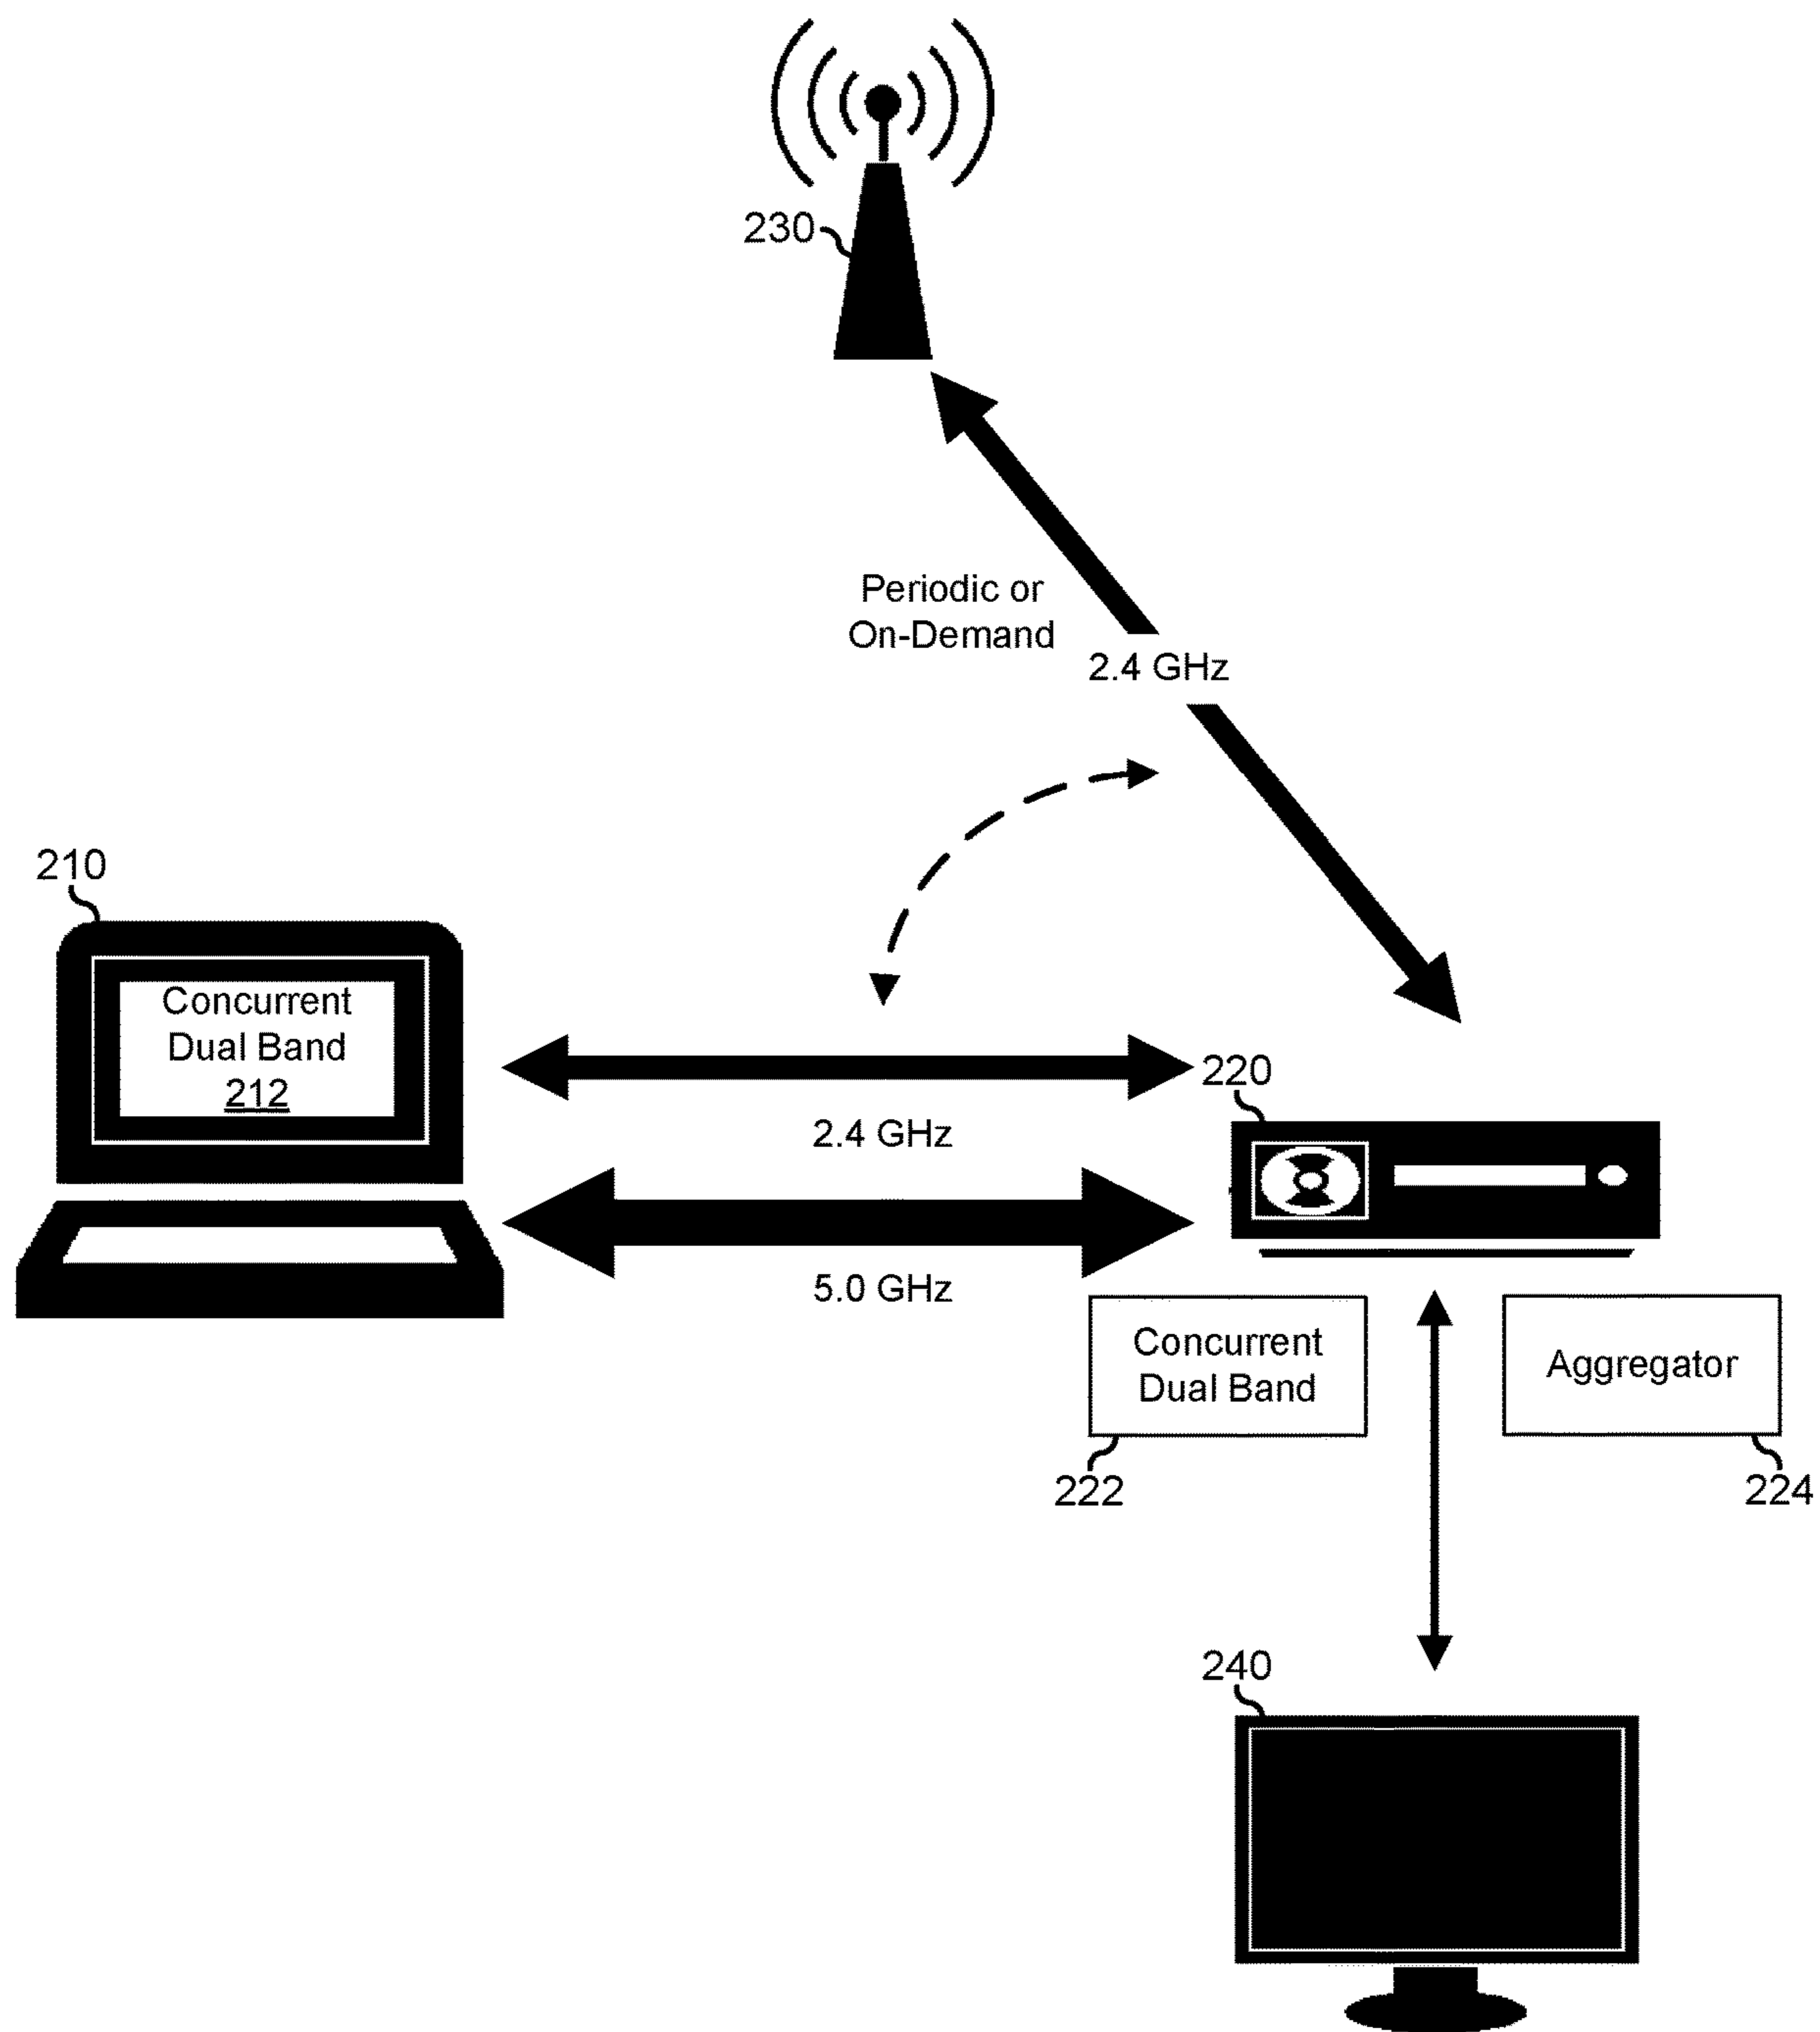 230
Periodic or
On-Demand
2.4 GHz
210
Concurrent
Dual Band
212
220
2.4 GHz
5.0 GHz
Concurrent
Dual Band
Aggregator
222
224
240